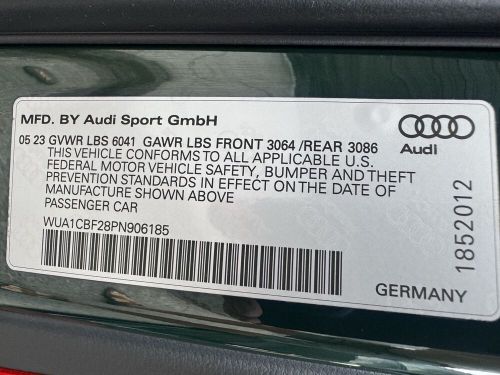 MFD. BY Audi Sport GmbH
05 23 GVWR LBS 6041 GAWR LBS FRONT 3064 /REAR 3086
THIS VEHICLE CONFORMS TO ALL APPLICABLE U.S.
FEDERAL MOTOR VEHICLE SAFETY, BUMPER AND THEFT
PREVENTION STANDARDS IN EFFECT ON THE DATE OF
MANUFACTURE SHOWN ABOVE
PASSENGER CAR
WUA1CBF28PN906185
Audi
1852012
GERMANY